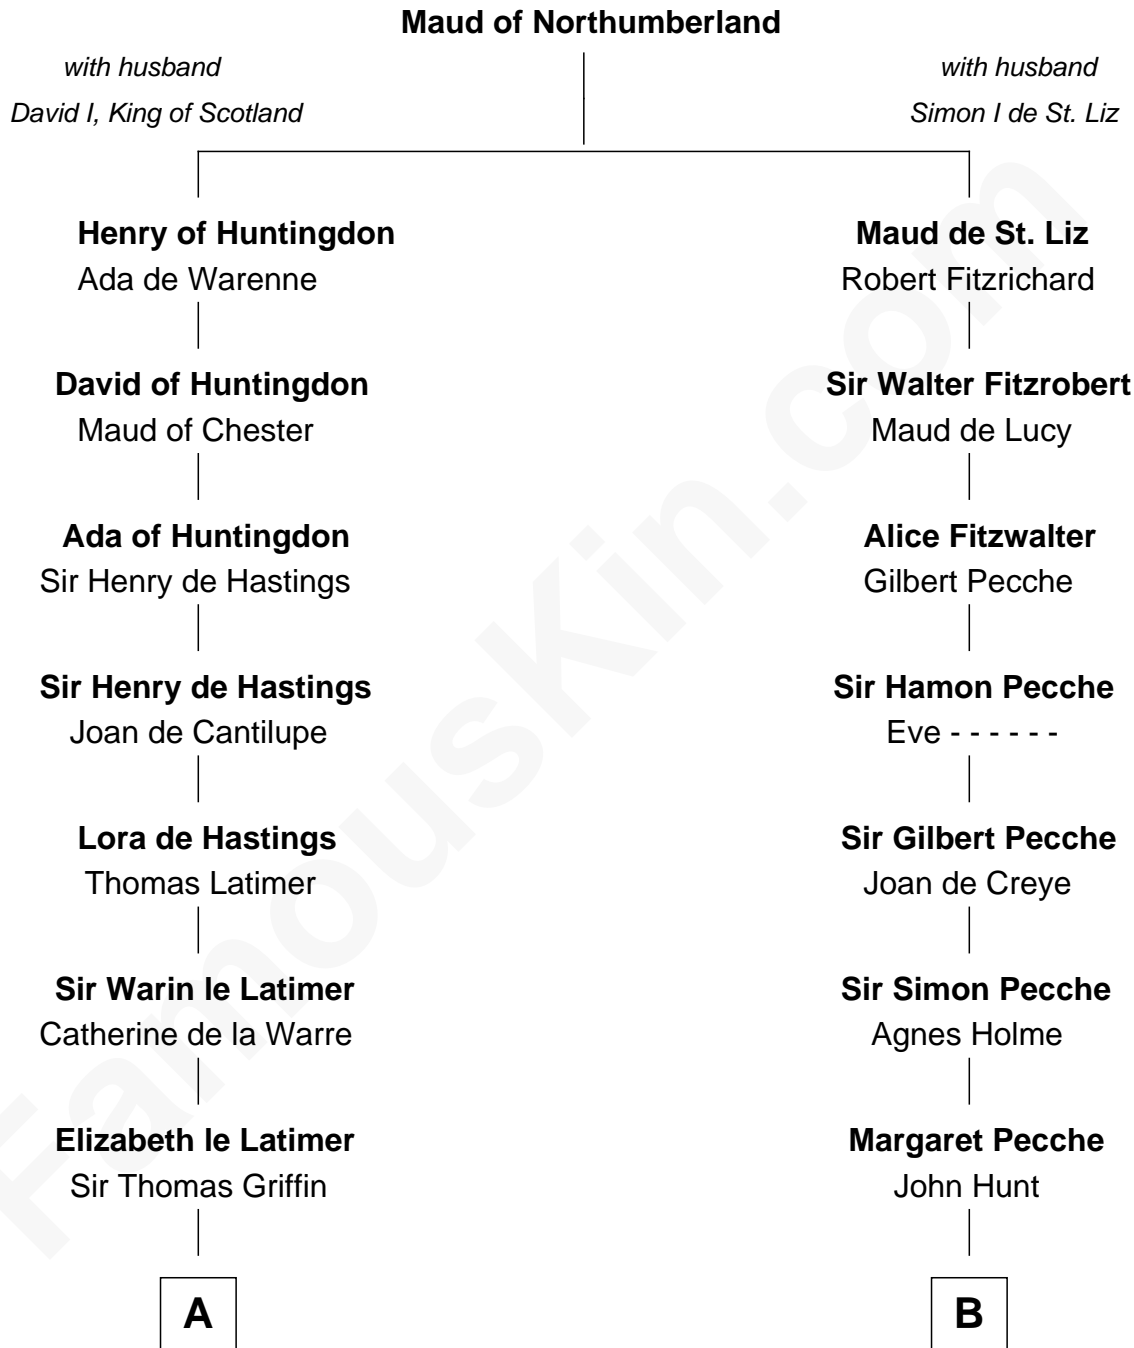 Maud of Northumberland
with husband
David I, King of Scotland
with husband
Simon I de St. Liz
Henry of Huntingdon
Ada de Warenne
Maud de St. Liz
Robert Fitzrichard
David of Huntingdon
Maud of Chester
Sir Walter Fitzrobert
Maud de Lucy
Ada of Huntingdon
Sir Henry de Hastings
Alice Fitzwalter
Gilbert Pecche
Sir Henry de Hastings
Joan de Cantilupe
Sir Hamon Pecche
Eve - - - - - -
Lora de Hastings
Thomas Latimer
Sir Gilbert Pecche
Joan de Creye
Sir Warin le Latimer
Catherine de la Warre
Sir Simon Pecche
Agnes Holme
Elizabeth le Latimer
Sir Thomas Griffin
Margaret Pecche
John Hunt
A
B
FamousKin.com